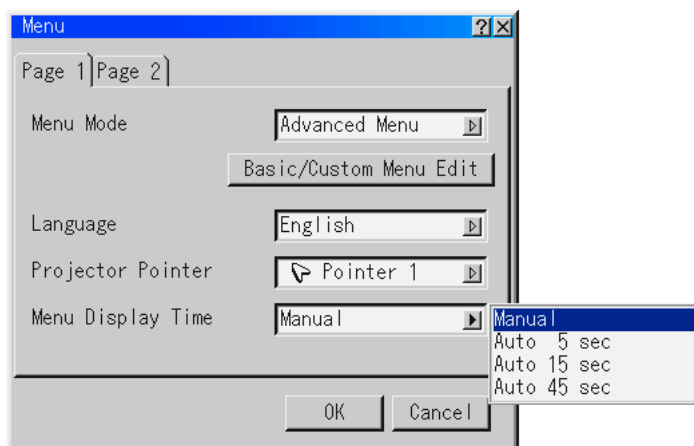 Menu
Page 1 Page 2
Menu Mode Advanced Menu
Basic/Custom Menu Edit
Language English
Projector Pointer Pointer 1
Menu Display Time Manual
Manual
Auto 5 sec
Auto 15 sec
Auto 45 sec
OK Cancel